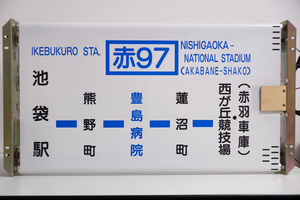 IKEBUKURO STA.
赤97
NISHIGAOKA-
NATIONAL STADIUM
(AKABANE-SHAKO)
池袋駅
熊野町
豊島病院
蓮沼町
西が丘競技場
(赤羽車庫)